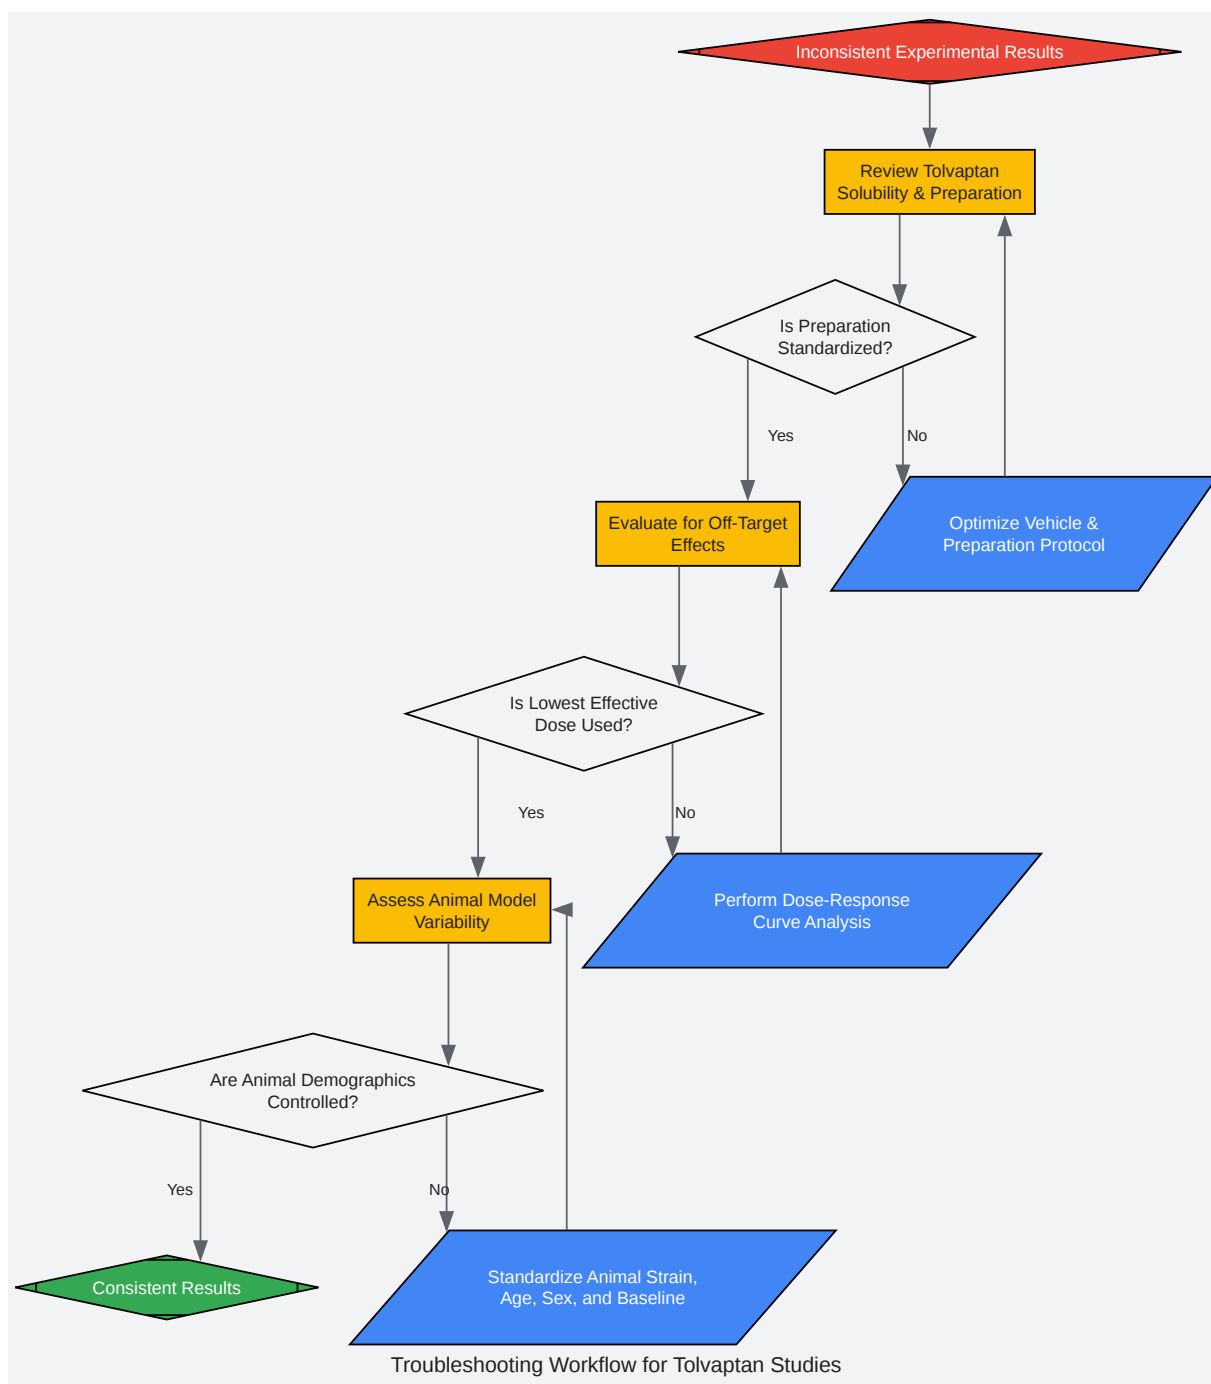 Inconsistent Experimental Results
Review Tolvaptan
Solubility & Preparation
Is Preparation
Standardized?
Yes
No
Evaluate for Off-Target
Effects
Optimize Vehicle &
Preparation Protocol
Is Lowest Effective
Dose Used?
Yes
No
Assess Animal Model
Variability
Perform Dose-Response
Curve Analysis
Are Animal Demographics
Controlled?
Yes
No
Consistent Results
Standardize Animal Strain,
Age, Sex, and Baseline
Troubleshooting Workflow for Tolvaptan Studies